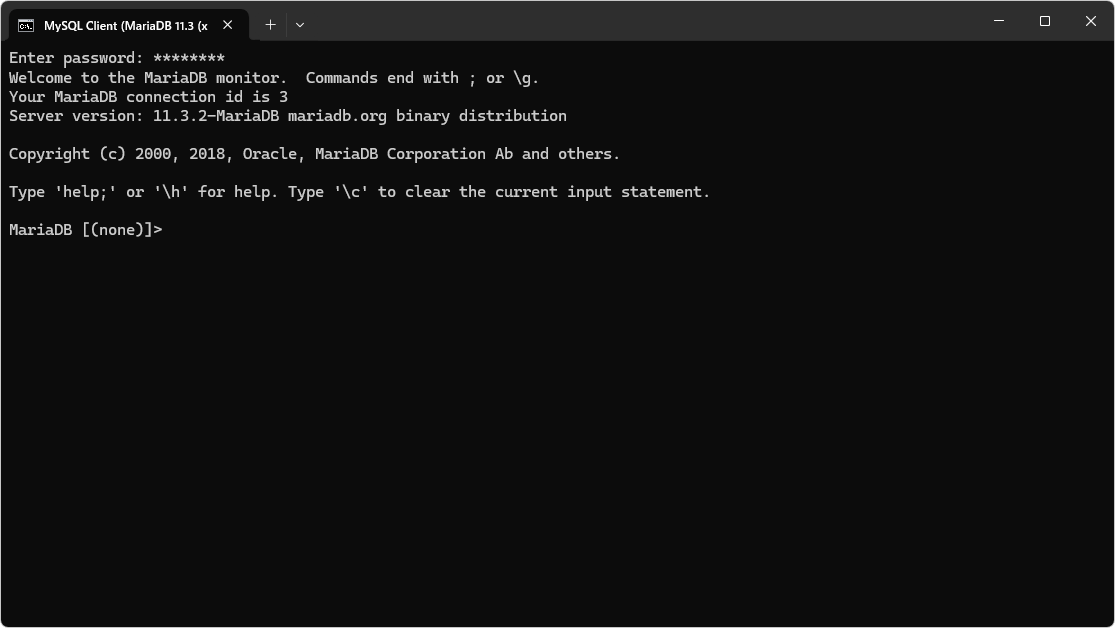 MySQL Client (MariaDB 11.3 (x
Enter password: ********
Welcome to the MariaDB monitor.  Commands end with ; or \g.
Your MariaDB connection id is 3
Server version: 11.3.2-MariaDB mariadb.org binary distribution
Copyright (c) 2000, 2018, Oracle, MariaDB Corporation Ab and others.
Type 'help;' or '\h' for help. Type '\c' to clear the current input statement.
MariaDB [(none)]>